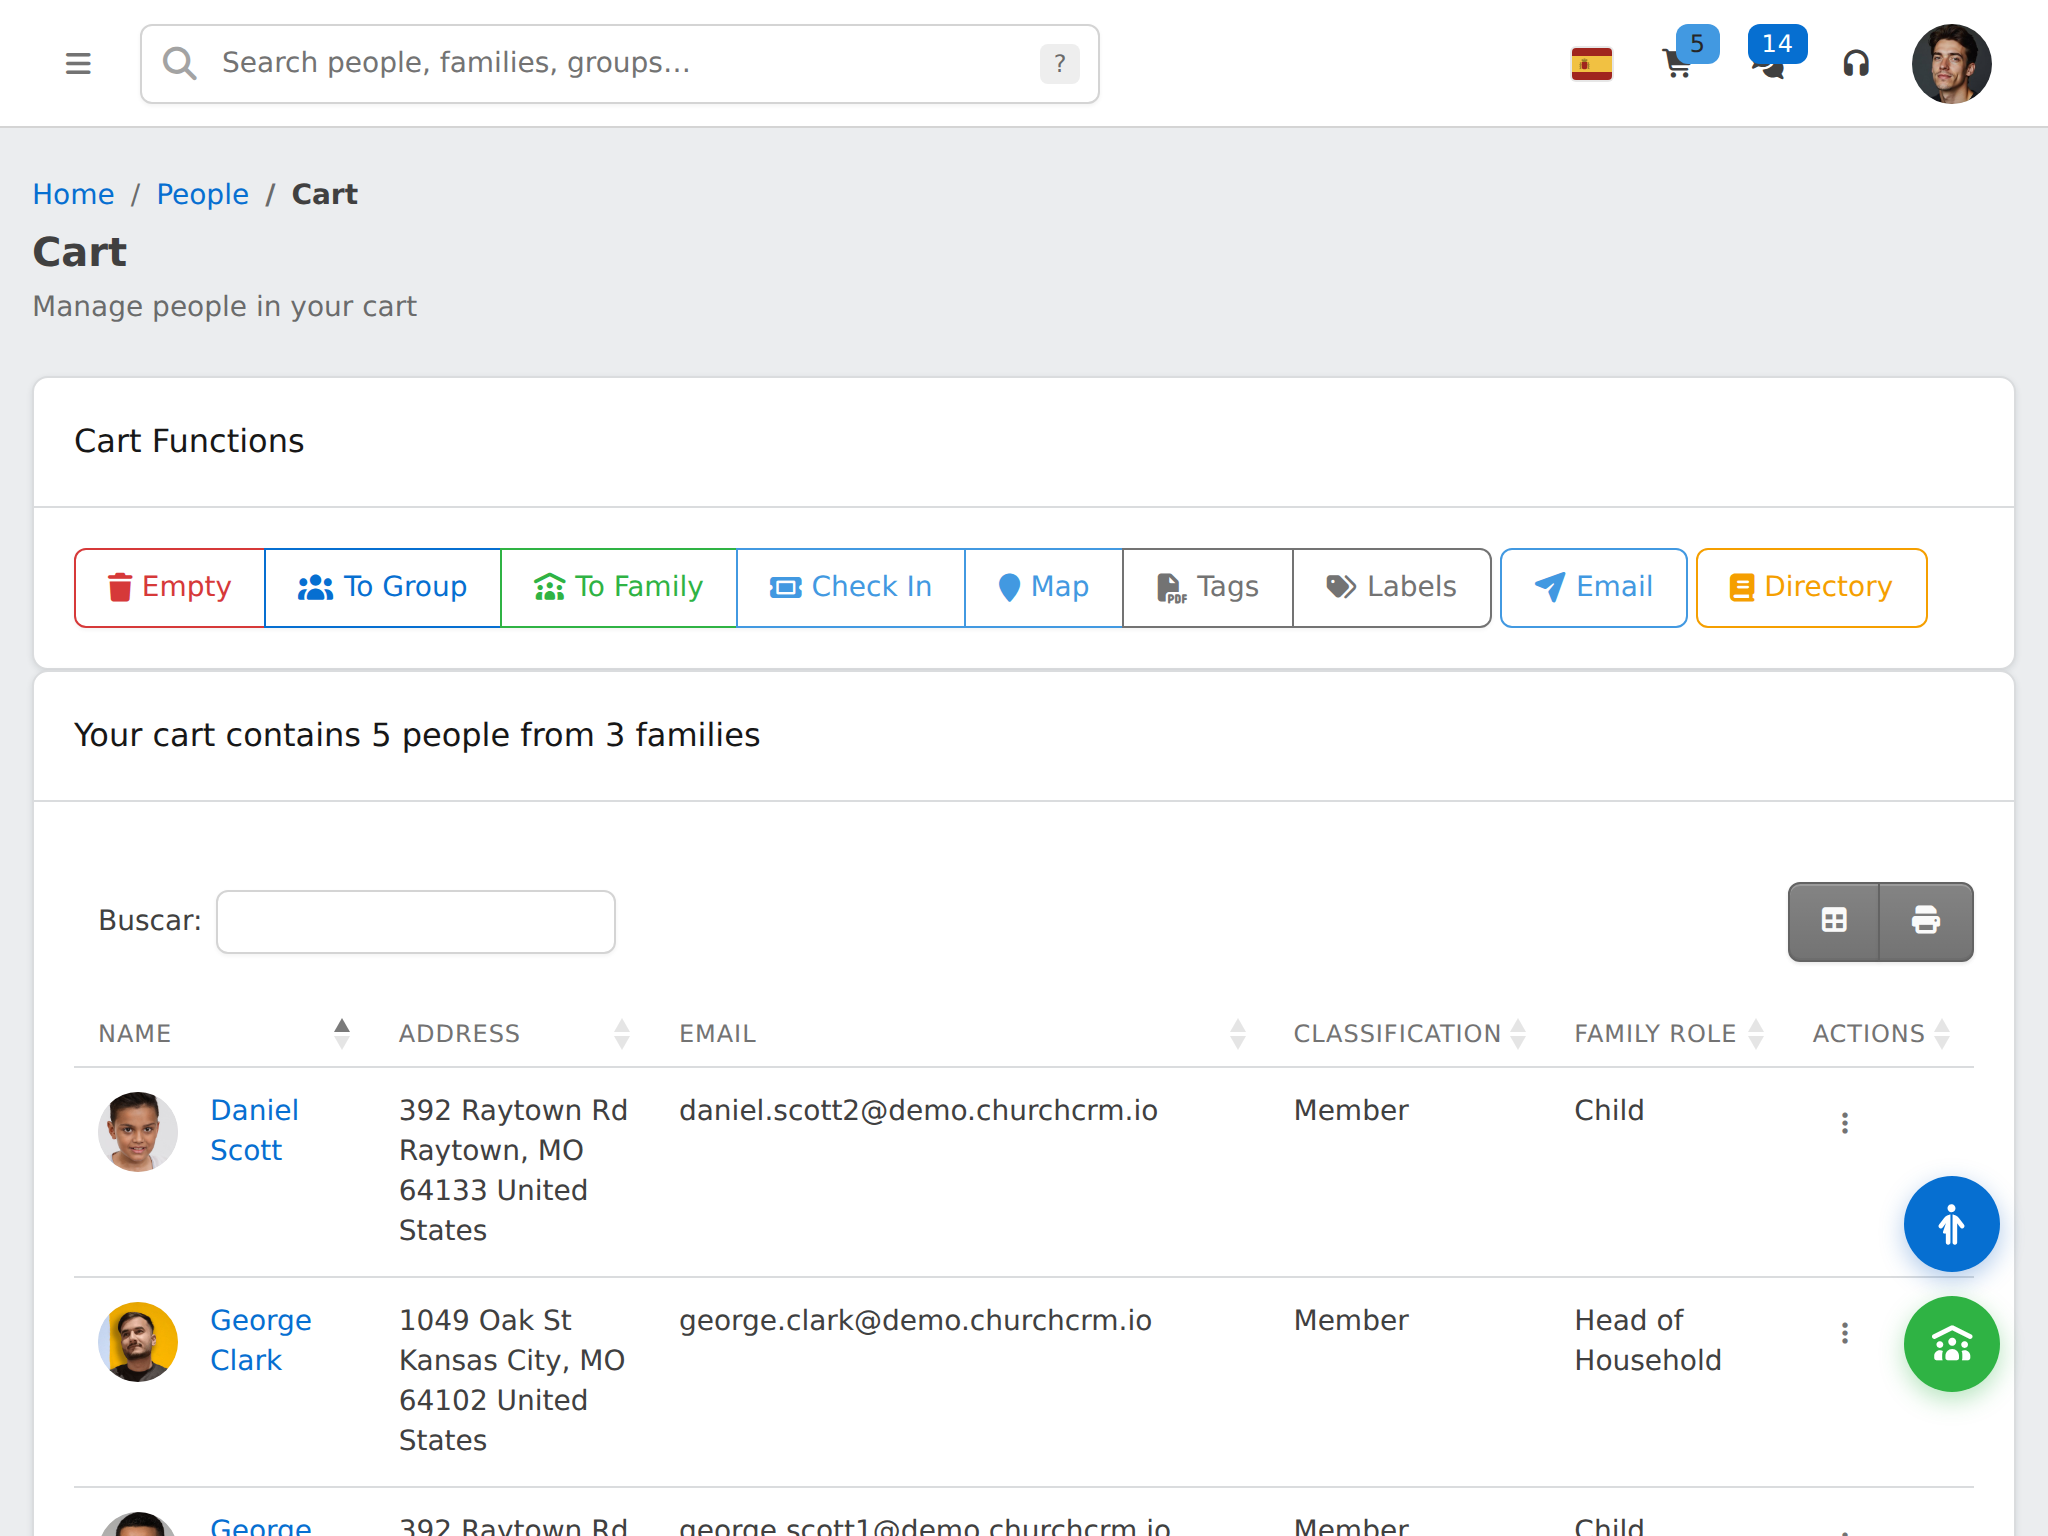 Search people, families, groups...
?
5
14
Home / People / Cart
Cart
Manage people in your cart
Cart Functions
Empty
To Group
To Family
Check In
Map
PDF
Tags
Labels
Email
Directory
Your cart contains 5 people from 3 families
Buscar:
NAME ADDRESS EMAIL CLASSIFICATION FAMILY ROLE ACTIONS
Daniel Scott
392 Raytown Rd
Raytown, MO
64133 United
States
daniel.scott2@demo.churchcrm.io
Member
Child
George Clark
1049 Oak St
Kansas City, MO
64102 United
States
george.clark@demo.churchcrm.io
Member
Head of
Household
George
392 Raytown Rd
george.scott1@demo.churchcrm.io
Member
Child